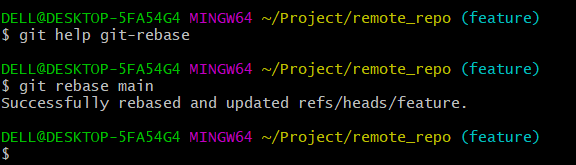 DELL@DESKTOP-5FA54G4 MINGW64 ~/Project/remote_repo (feature)
$ git help git-rebase
DELL@DESKTOP-5FA54G4 MINGW64 ~/Project/remote_repo (feature)
$ git rebase main
Successfully rebased and updated refs/heads/feature.
DELL@DESKTOP-5FA54G4 MINGW64 ~/Project/remote_repo (feature)
$